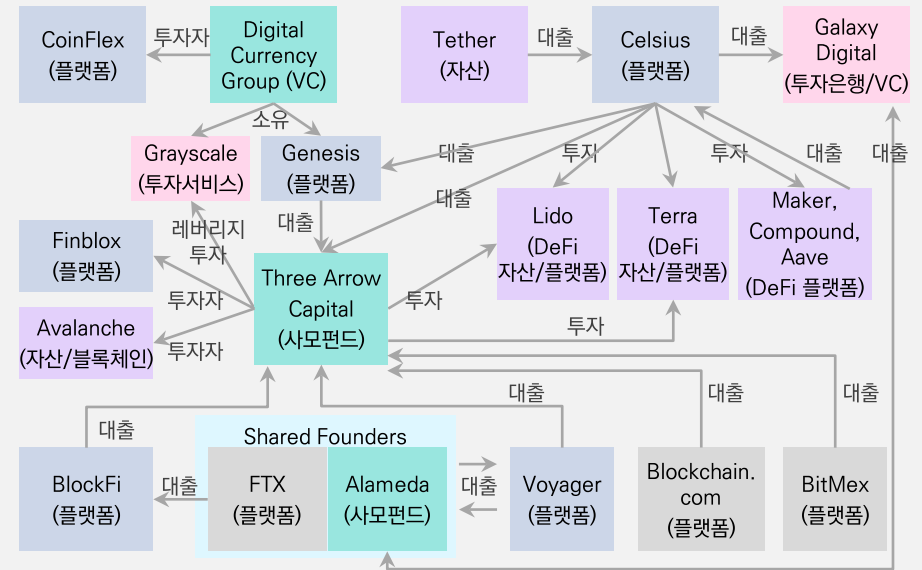 CoinFlex
(플랫폼)
투자자
Digital
Currency
Group (VC)
Tether
(자산)
대출
Celsius
(플랫폼)
대출
Galaxy
Digital
(투자은행/VC)
소유
Grayscale
(투자서비스)
Genesis
(플랫폼)
대출
투자
투자
대출
대출
대출
대출
레버리지
투자
Lido
(DeFi
자산/플랫폼)
Terra
(DeFi
자산/플랫폼)
Maker,
Compound,
Aave
(DeFi 플랫폼)
Finblox
(플랫폼)
투자자
Three Arrow
Capital
(사모펀드)
투자
투자
Avalanche
(자산/블록체인)
투자자
대출
대출
대출
대출
Shared Founders
BlockFi
(플랫폼)
대출
FTX
(플랫폼)
Alameda
(사모펀드)
대출
Voyager
(플랫폼)
Blockchain.
com
(플랫폼)
BitMex
(플랫폼)